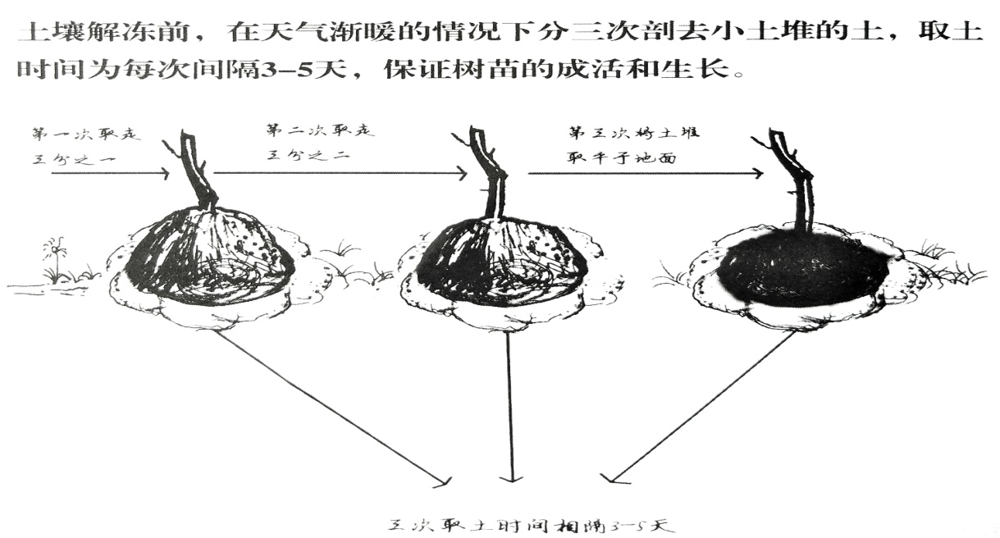 土壤解冻前，在天气渐暖的情况下分三次剖去小土堆的土，取土
时间为每次间隔3-5天，保证树苗的成活和生长。
第一次取走
三分之一
第二次取走
三分之二
第三次将土堆
取平于地面
三次取土时间相隔3-5天